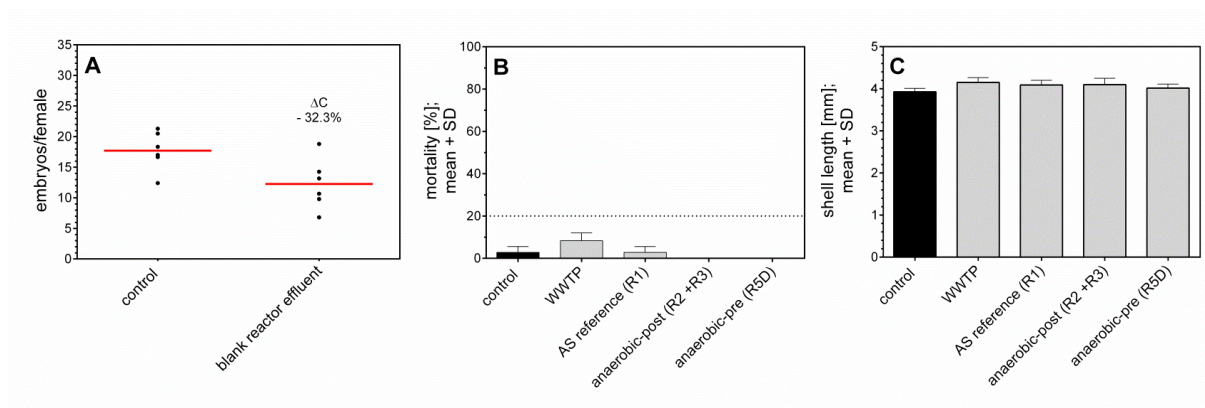 A
embryos/female
35
30
25
20
15
10
5
0
ΔC
- 32.3%
control
blank reactor effluent
B
mortality [%];
mean + SD
100
80
60
40
20
0
control
WWTP
AS reference (R1)
anaerobic-post (R2 +R3)
anaerobic-pre (R5D)
C
shell length [mm];
mean + SD
5
4
3
2
1
0
control
WWTP
AS reference (R1)
anaerobic-post (R2 +R3)
anaerobic-pre (R5D)